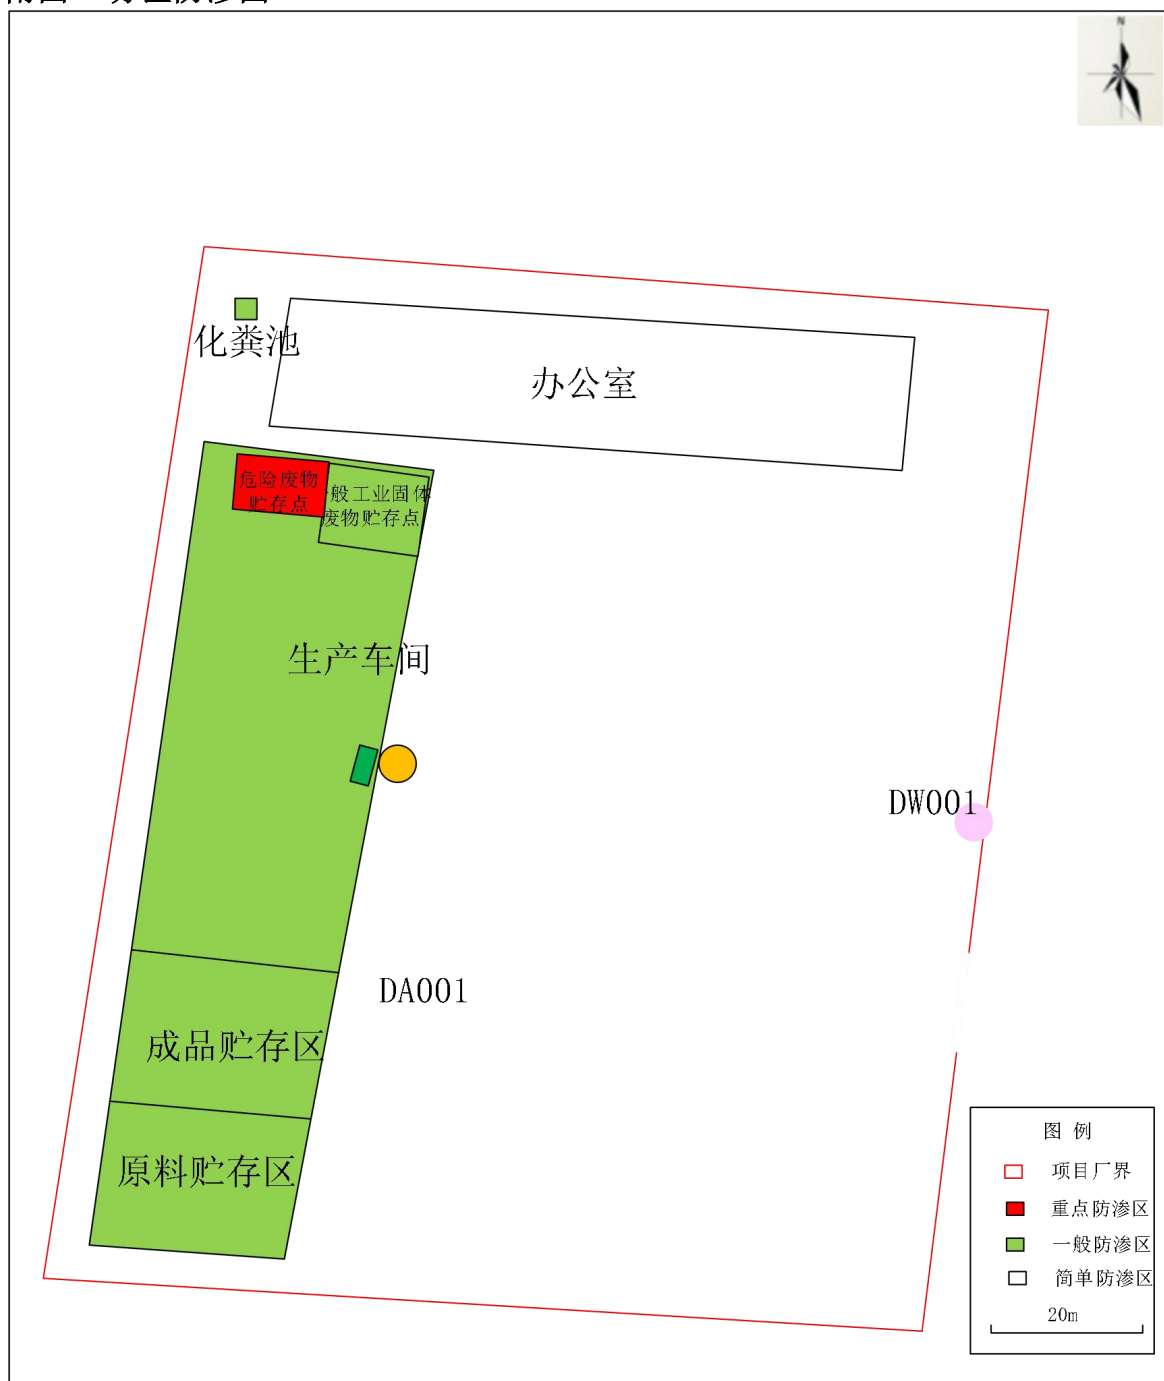 N
化粪池
办公室
危险废物
贮存点
般工业固体
废物贮存点
生产车间
DW001
DA001
成品贮存区
原料贮存区
图 例
项目厂界
重点防渗区
一般防渗区
简单防渗区
20m